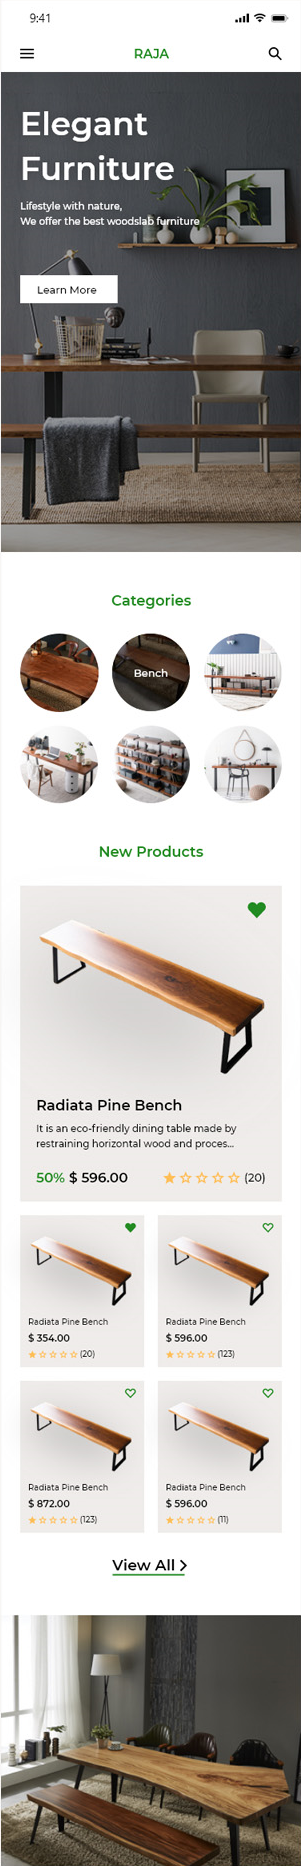 9:41
RAJA
Elegant
Furniture
Lifestyle with nature,
We offer the best woodslab furniture
Learn More
Categories
Bench
New Products
Radiata Pine Bench
It is an eco-friendly dining table made by
restraining horizontal wood and proces...
50% $ 596.00 (20)
Radiata Pine Bench
$ 354.00
(20)
Radiata Pine Bench
$ 596.00
(123)
Radiata Pine Bench
$ 872.00
(123)
Radiata Pine Bench
$ 596.00
(11)
View All